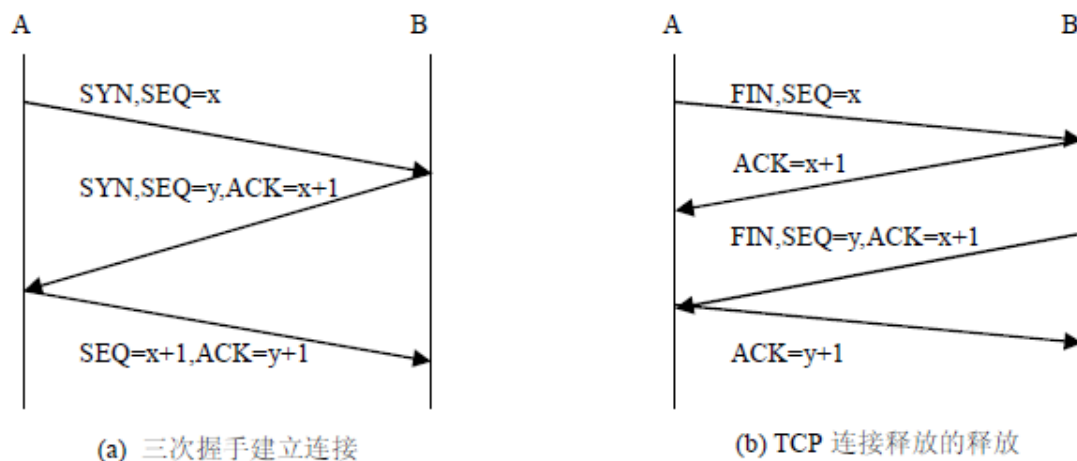 A B
SYN,SEQ=x
SYN,SEQ=y,ACK=x+1
SEQ=x+1,ACK=y+1
(a) 三次握手建立连接
A B
FIN,SEQ=x
ACK=x+1
FIN,SEQ=y,ACK=x+1
ACK=y+1
(b) TCP 连接释放的释放